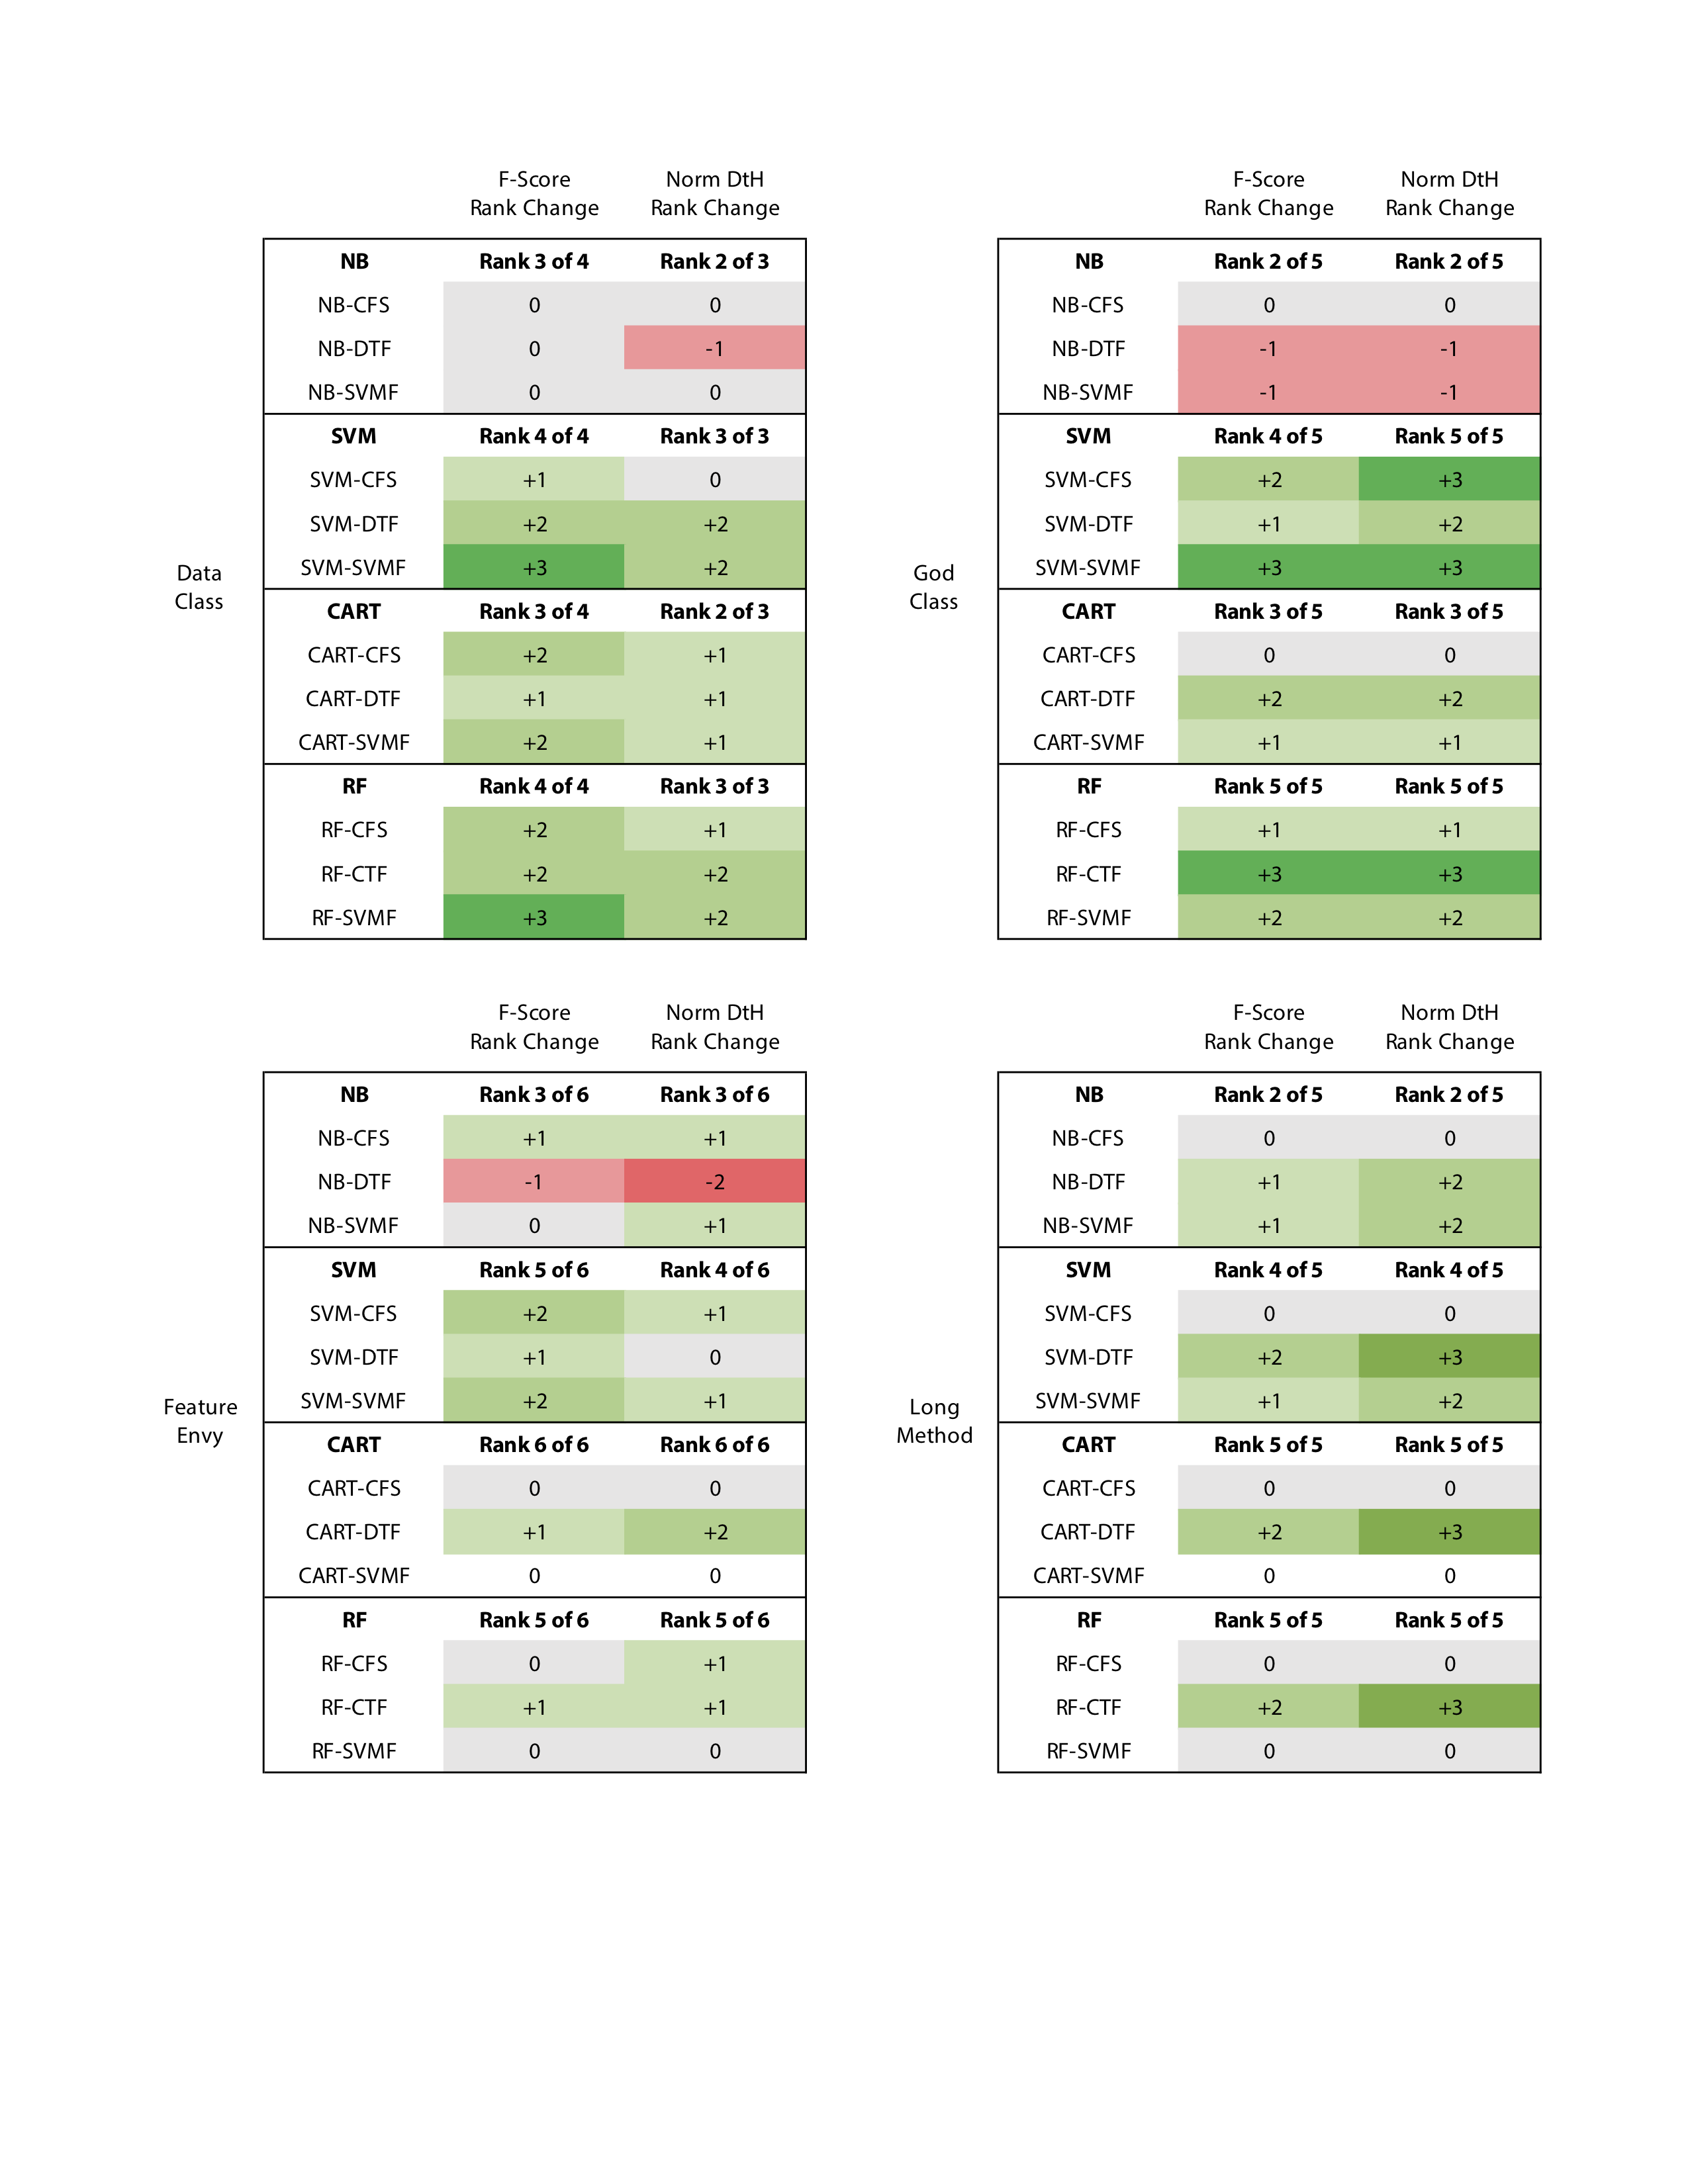 F-Score Norm DtH
Rank Change Rank Change
NB Rank 3 of 4 Rank 2 of 3
NB-CFS 0 0
NB-DTF 0 -1
NB-SVMF 0 0
SVM Rank 4 of 4 Rank 3 of 3
SVM-CFS +1 0
SVM-DTF +2 +2
SVM-SVMF +3 +2
Data
Class
CART Rank 3 of 4 Rank 2 of 3
CART-CFS +2 +1
CART-DTF +1 +1
CART-SVMF +2 +1
RF Rank 4 of 4 Rank 3 of 3
RF-CFS +2 +1
RF-CTF +2 +2
RF-SVMF +3 +2
F-Score Norm DtH
Rank Change Rank Change
NB Rank 2 of 5 Rank 2 of 5
NB-CFS 0 0
NB-DTF -1 -1
NB-SVMF -1 -1
SVM Rank 4 of 5 Rank 5 of 5
SVM-CFS +2 +3
SVM-DTF +1 +2
SVM-SVMF +3 +3
God
Class
CART Rank 3 of 5 Rank 3 of 5
CART-CFS 0 0
CART-DTF +2 +2
CART-SVMF +1 +1
RF Rank 5 of 5 Rank 5 of 5
RF-CFS +1 +1
RF-CTF +3 +3
RF-SVMF +2 +2
F-Score Norm DtH
Rank Change Rank Change
NB Rank 3 of 6 Rank 3 of 6
NB-CFS +1 +1
NB-DTF -1 -2
NB-SVMF 0 +1
SVM Rank 5 of 6 Rank 4 of 6
SVM-CFS +2 +1
SVM-DTF +1 0
SVM-SVMF +2 +1
Feature
Envy
CART Rank 6 of 6 Rank 6 of 6
CART-CFS 0 0
CART-DTF +1 +2
CART-SVMF 0 0
RF Rank 5 of 6 Rank 5 of 6
RF-CFS 0 +1
RF-CTF +1 +1
RF-SVMF 0 0
F-Score Norm DtH
Rank Change Rank Change
NB Rank 2 of 5 Rank 2 of 5
NB-CFS 0 0
NB-DTF +1 +2
NB-SVMF +1 +2
SVM Rank 4 of 5 Rank 4 of 5
SVM-CFS 0 0
SVM-DTF +2 +3
SVM-SVMF +1 +2
Long
Method
CART Rank 5 of 5 Rank 5 of 5
CART-CFS 0 0
CART-DTF +2 +3
CART-SVMF 0 0
RF Rank 5 of 5 Rank 5 of 5
RF-CFS 0 0
RF-CTF +2 +3
RF-SVMF 0 0